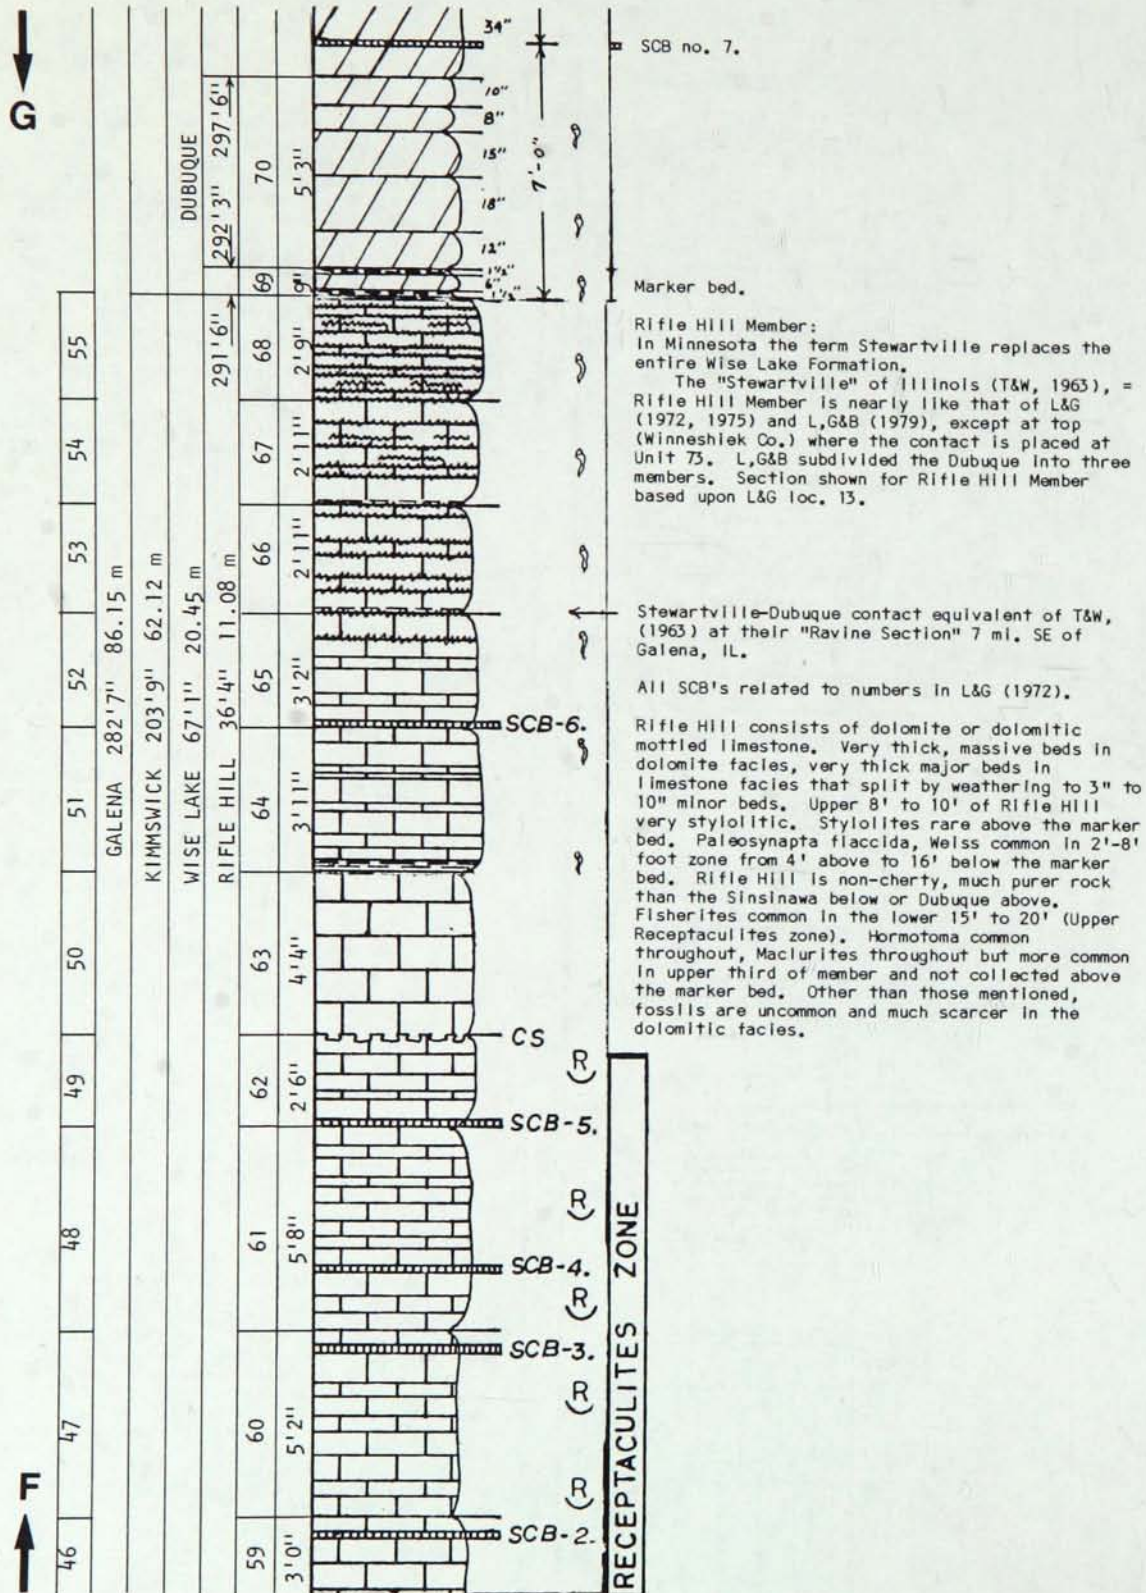 G
34"
SCB no. 7.
DUBUQUE
292'3" 297'6"
70
5'3"
10"
8"
15"
18"
12"
7'-0"
69
9"
1½"
6"
1½"
Marker bed.
55
291'6"
68
2'9"
Rifle Hill Member:
In Minnesota the term Stewartville replaces the
entire Wise Lake Formation.
The "Stewartville" of Illinois (T&W, 1963), =
Rifle Hill Member is nearly like that of L&G
(1972, 1975) and L,G&B (1979), except at top
(Winneshiek Co.) where the contact is placed at
Unit 73. L,G&B subdivided the Dubuque into three
members. Section shown for Rifle Hill Member
based upon L&G loc. 13.
54
67
2'11"
53
66
2'11"
GALENA 282'7" 86.15 m
KIMMSWICK 203'9" 62.12 m
WISE LAKE 67'1" 20.45 m
RIFLE HILL 36'4" 11.08 m
Stewartville-Dubuque contact equivalent of T&W,
(1963) at their "Ravine Section" 7 mi. SE of
Galena, IL.
52
65
3'2"
All SCB's related to numbers in L&G (1972).
SCB-6.
51
64
3'11"
Rifle Hill consists of dolomite or dolomitic
mottled limestone. Very thick, massive beds in
dolomite facies, very thick major beds in
limestone facies that split by weathering to 3" to
10" minor beds. Upper 8' to 10' of Rifle Hill
very stylolitic. Stylolites rare above the marker
bed. Paleosynapta flaccida, Weiss common in 2'-8'
foot zone from 4' above to 16' below the marker
bed. Rifle Hill is non-cherty, much purer rock
than the Sinsinawa below or Dubuque above.
Fisherites common in the lower 15' to 20' (Upper
Receptaculites zone). Hormotoma common
throughout, Maclurites throughout but more common
in upper third of member and not collected above
the marker bed. Other than those mentioned,
fossils are uncommon and much scarcer in the
dolomitic facies.
50
63
4'4"
CS
49
62
2'6"
R
SCB-5.
48
61
5'8"
R
SCB-4.
R
SCB-3.
47
60
5'2"
R
R
RECEPTACULITES ZONE
F
SCB-2.
46
59
3'0"